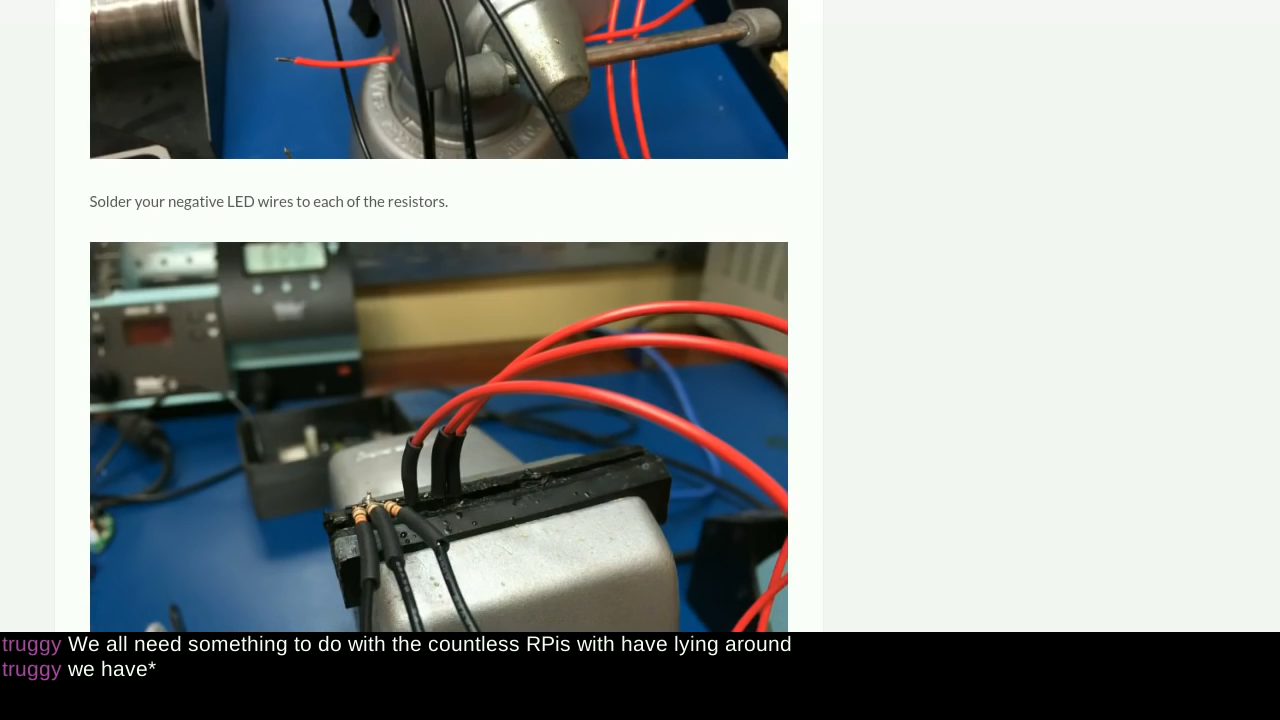 Solder your negative LED wires to each of the resistors.
truggy We all need something to do with the countless RPis with have lying around
truggy we have*